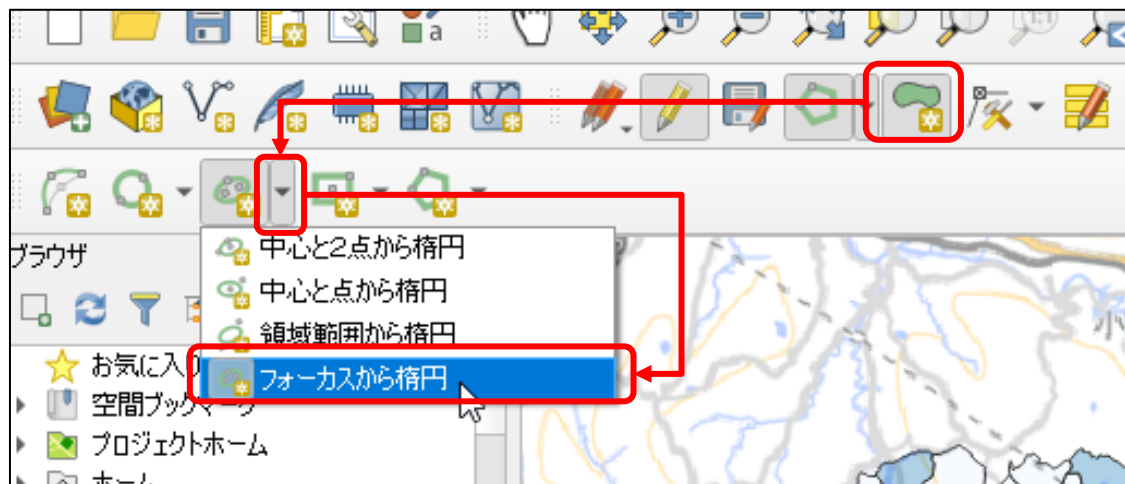 a
1:1
ブラウザ
中心と2点から楕円
中心と点から楕円
領域範囲から楕円
フォーカスから楕円
お気に入り
空間ブックマーク
プロジェクトホーム
ホーム
小